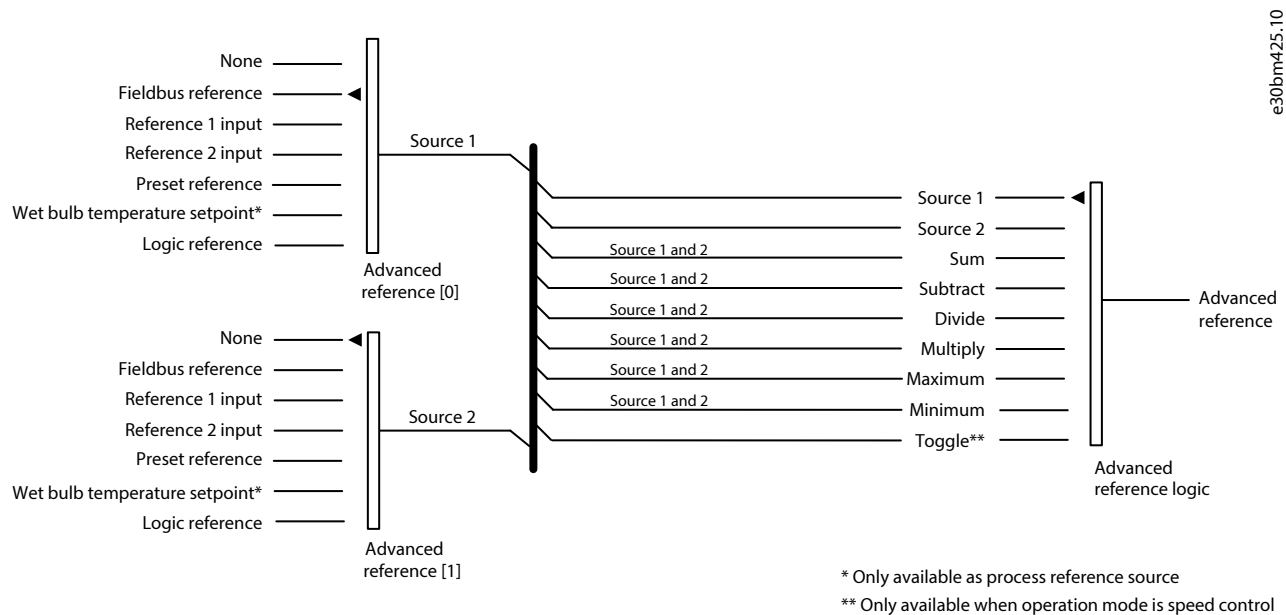 e30bm425.10
None
Fieldbus reference
Reference 1 input
Reference 2 input
Preset reference
Wet bulb temperature setpoint*
Logic reference
Source 1
Advanced
reference [0]
None
Fieldbus reference
Reference 1 input
Reference 2 input
Preset reference
Wet bulb temperature setpoint*
Logic reference
Source 2
Advanced
reference [1]
Source 1
Source 2
Source 1 and 2
Sum
Source 1 and 2
Subtract
Source 1 and 2
Divide
Source 1 and 2
Multiply
Source 1 and 2
Maximum
Source 1 and 2
Minimum
Toggle**
Advanced
reference logic
Advanced
reference
* Only available as process reference source
** Only available when operation mode is speed control